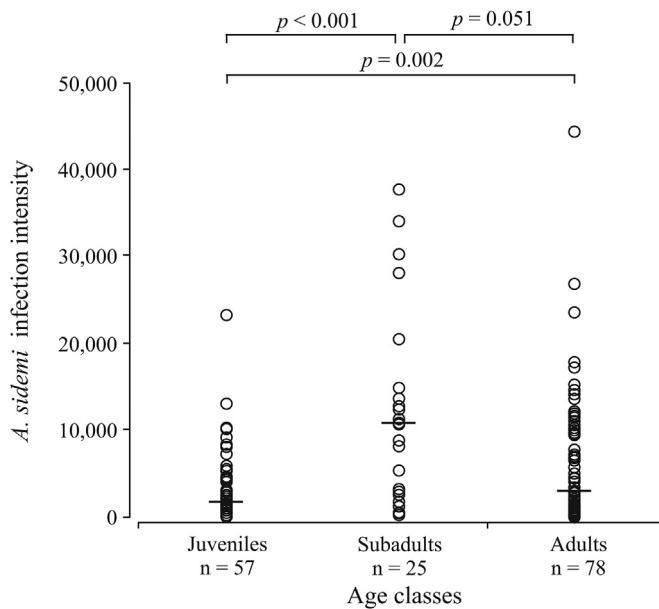 p < 0.001
p = 0.051
p = 0.002
A. sidemi infection intensity
50,000
40,000
30,000
20,000
10,000
0
Juveniles
n = 57
Subadults
n = 25
Adults
n = 78
Age classes